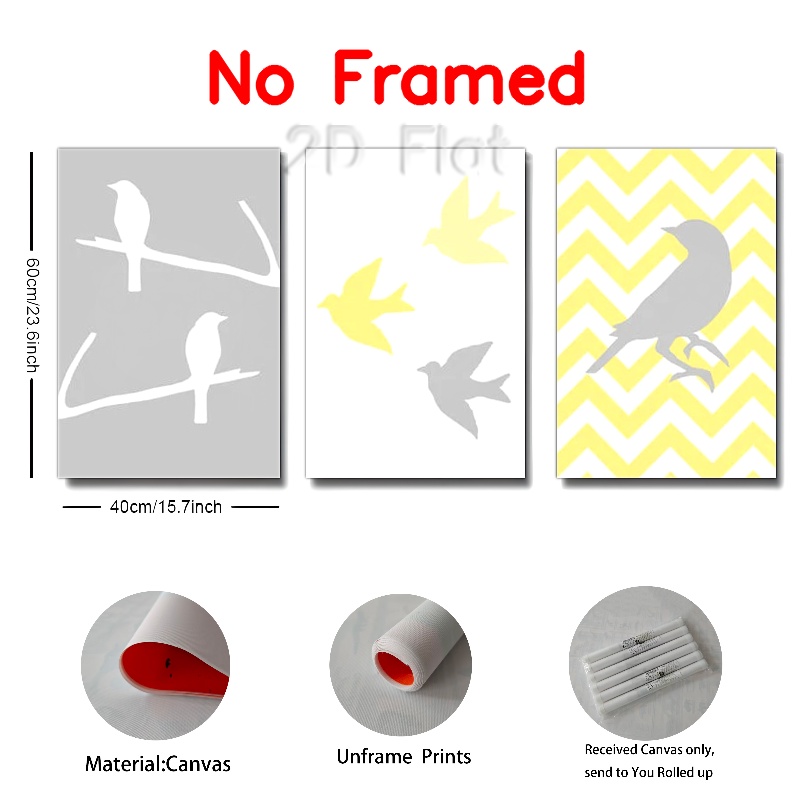 No Framed
2D Flat
60cm/23.6inch
40cm/15.7inch
Material:Canvas
Unframe Prints
Received Canvas only,
send to You Rolled up